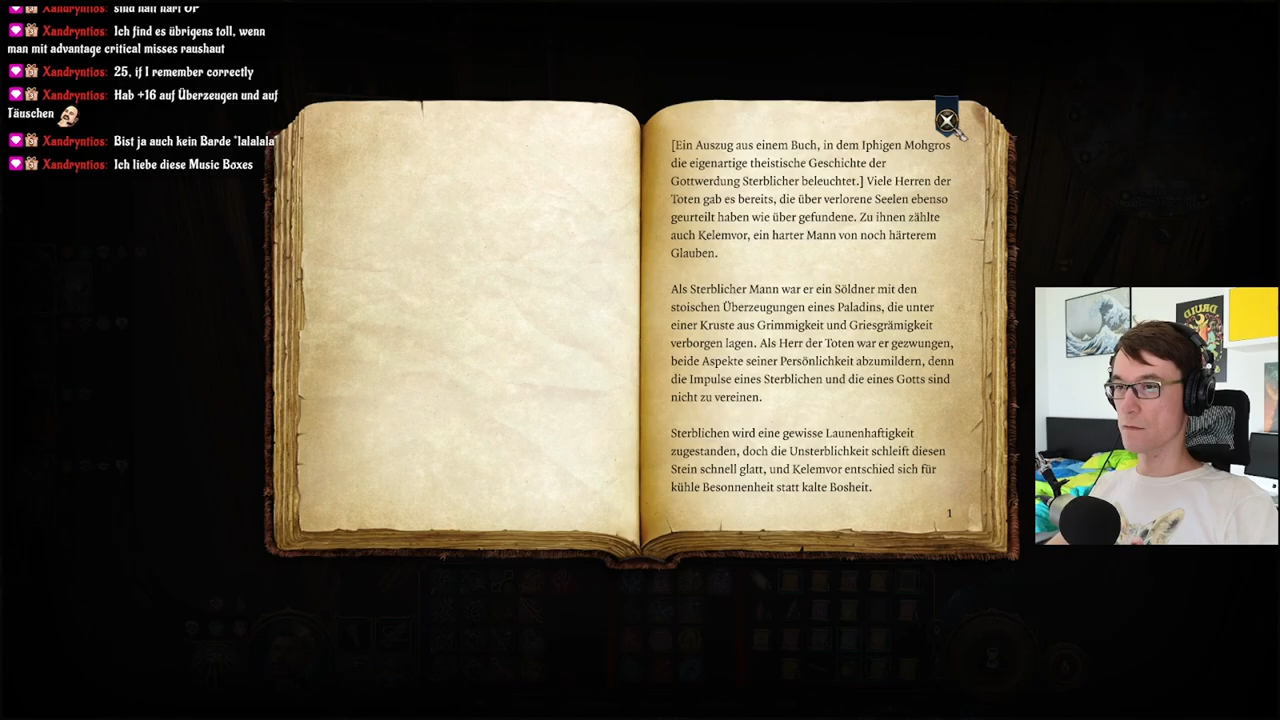 Xandryntios: sind halt hart OP
Xandryntios: Ich find es übrigens toll, wenn
man mit advantage critical misses raushaut
Xandryntios: 25, if I remember correctly
Xandryntios: Hab +16 auf Überzeugen und auf
Täuschen
Xandryntios: Bist ja auch kein Barde *lalalala*
Xandryntios: Ich liebe diese Music Boxes
[Ein Auszug aus einem Buch, in dem Iphigen Mohgros
die eigenartige theistische Geschichte der
Gottwerdung Sterblicher beleuchtet.] Viele Herren der
Toten gab es bereits, die über verlorene Seelen ebenso
geurteilt haben wie über gefundene. Zu ihnen zählte
auch Kelemvor, ein harter Mann von noch härterem
Glauben.
Als Sterblicher Mann war er ein Söldner mit den
stoischen Überzeugungen eines Paladins, die unter
einer Kruste aus Grimmigkeit und Griesgrämigkeit
verborgen lagen. Als Herr der Toten war er gezwungen,
beide Aspekte seiner Persönlichkeit abzumildern, denn
die Impulse eines Sterblichen und die eines Gotts sind
nicht zu vereinen.
Sterblichen wird eine gewisse Launenhaftigkeit
zugestanden, doch die Unsterblichkeit schleift diesen
Stein schnell glatt, und Kelemvor entschied sich für
kühle Besonnenheit statt kalte Bosheit.
1
DRUID